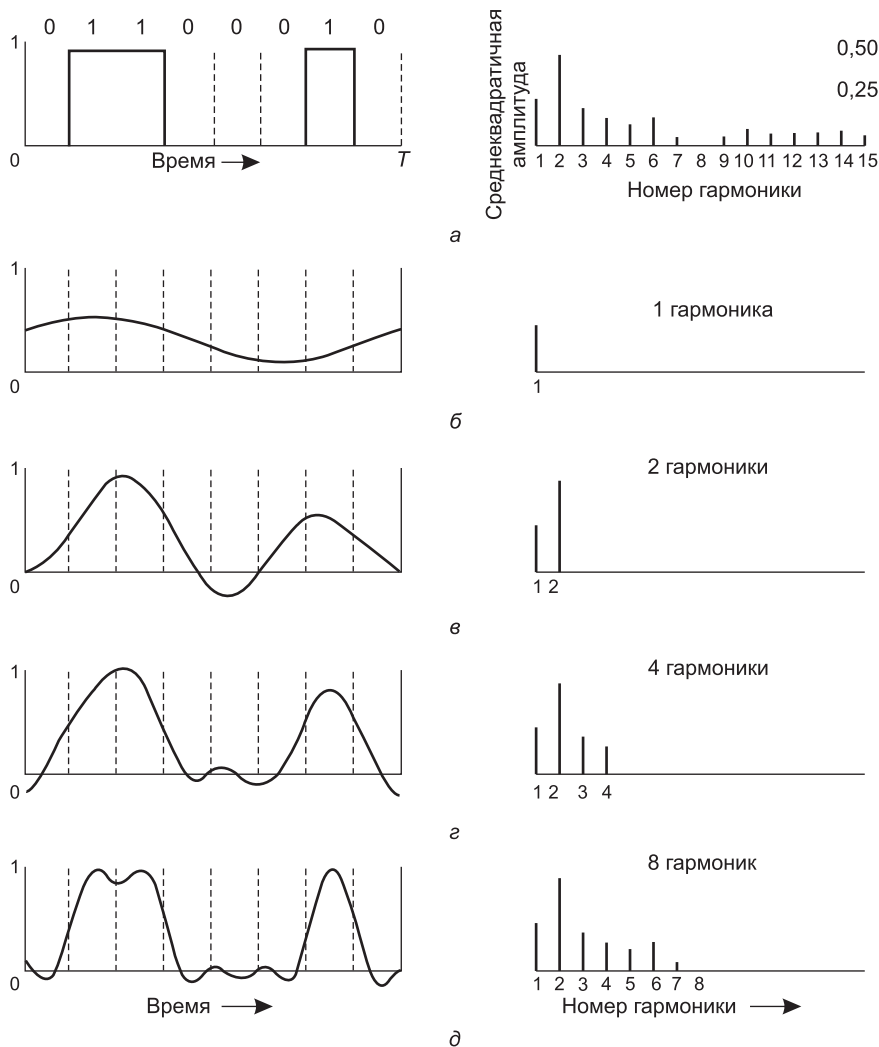 0 1 1 0 0 0 1 0
1
0
Время
T
Среднеквадратичная
амплитуда
0,50
0,25
1 2 3 4 5 6 7 8 9 10 11 12 13 14 15
Номер гармоники
а
1
0
1 гармоника
1
б
1
0
2 гармоники
1 2
в
1
0
4 гармоники
1 2 3 4
г
1
0
Время
8 гармоник
1 2 3 4 5 6 7 8
Номер гармоники
д